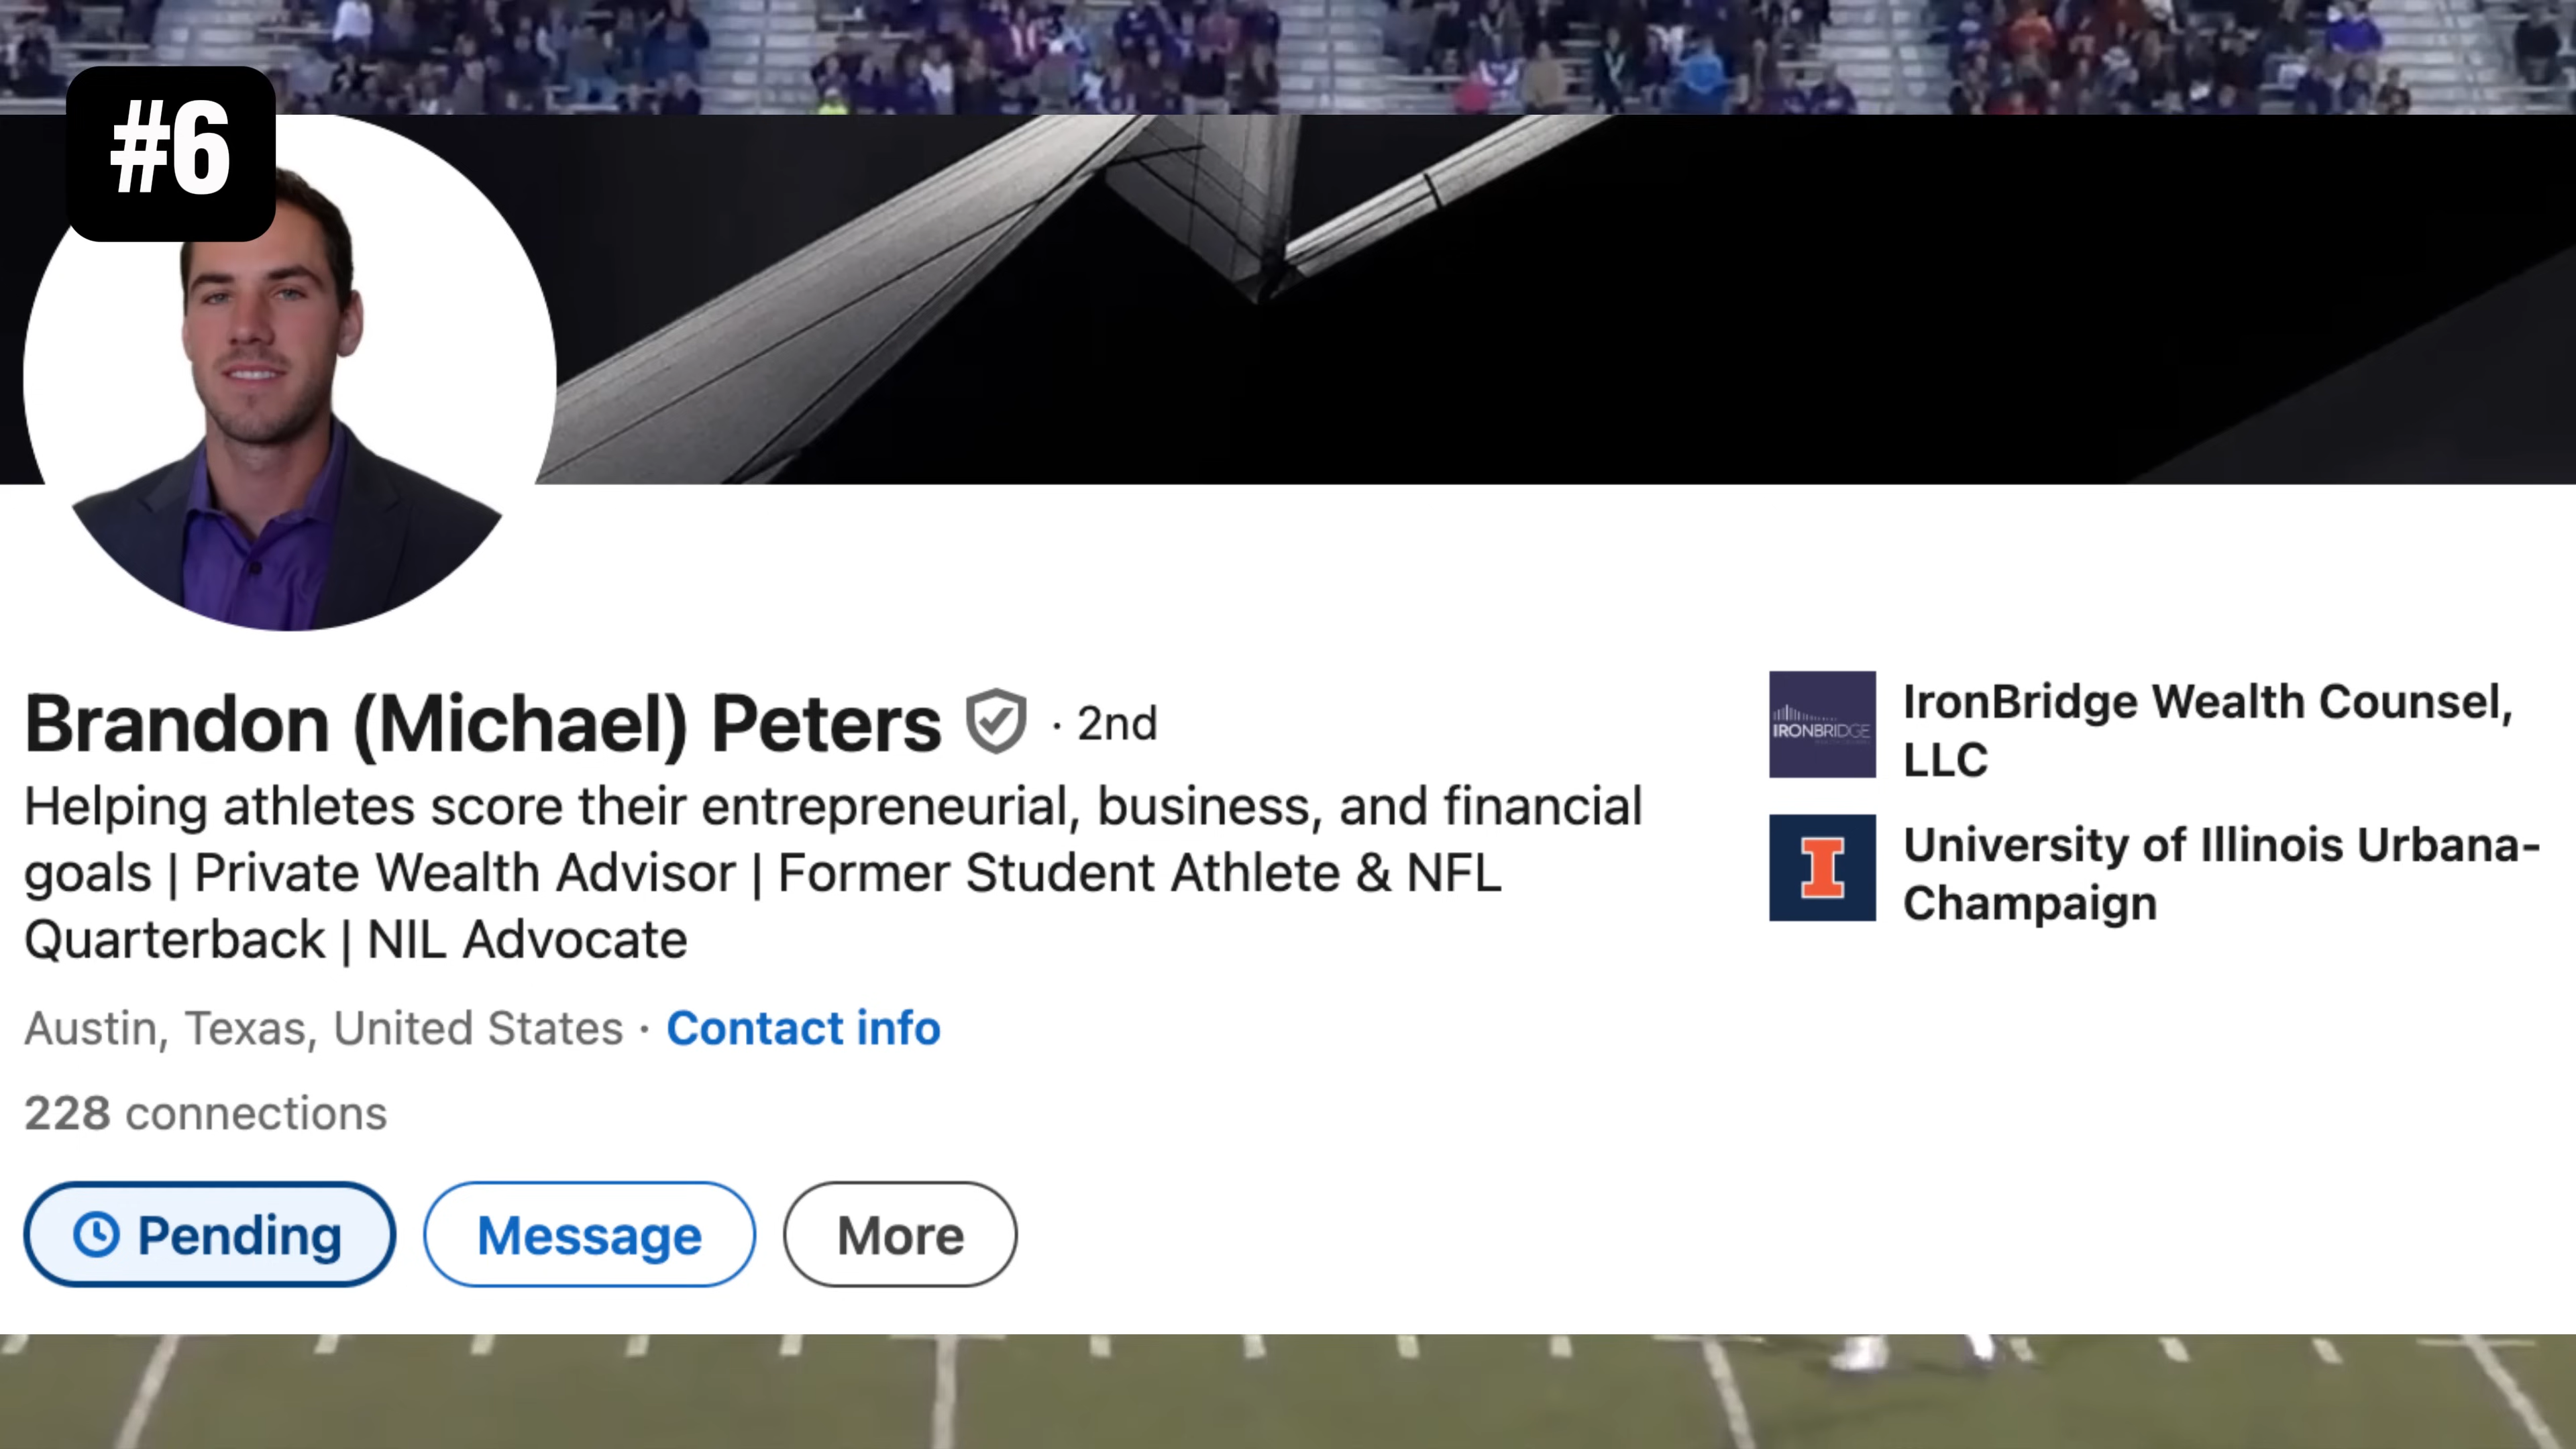 #6
Brandon (Michael) Peters · 2nd
Helping athletes score their entrepreneurial, business, and financial
goals | Private Wealth Advisor | Former Student Athlete & NFL
Quarterback | NIL Advocate
Austin, Texas, United States · Contact info
228 connections
Pending
Message
More
IRONBRIDGE
IronBridge Wealth Counsel,
LLC
I
University of Illinois Urbana-
Champaign